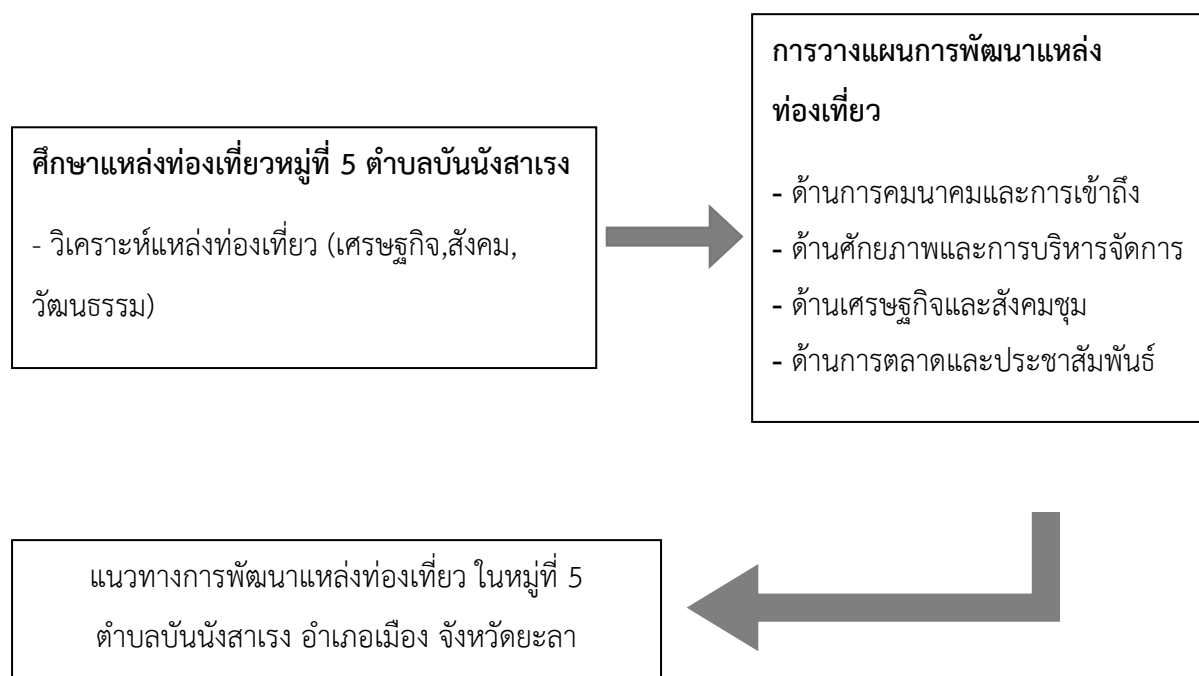 ศึกษาแหล่งท่องเที่ยวหมู่ที่ 5 ตำบลบันนังสาเรง
- วิเคราะห์แหล่งท่องเที่ยว (เศรษฐกิจ,สังคม,
วัฒนธรรม)
การวางแผนการพัฒนาแหล่ง
ท่องเที่ยว
- ด้านการคมนาคมและการเข้าถึง
- ด้านศักยภาพและการบริหารจัดการ
- ด้านเศรษฐกิจและสังคมชุม
- ด้านการตลาดและประชาสัมพันธ์
แนวทางการพัฒนาแหล่งท่องเที่ยว ในหมู่ที่ 5
ตำบลบันนังสาเรง อำเภอเมือง จังหวัดยะลา